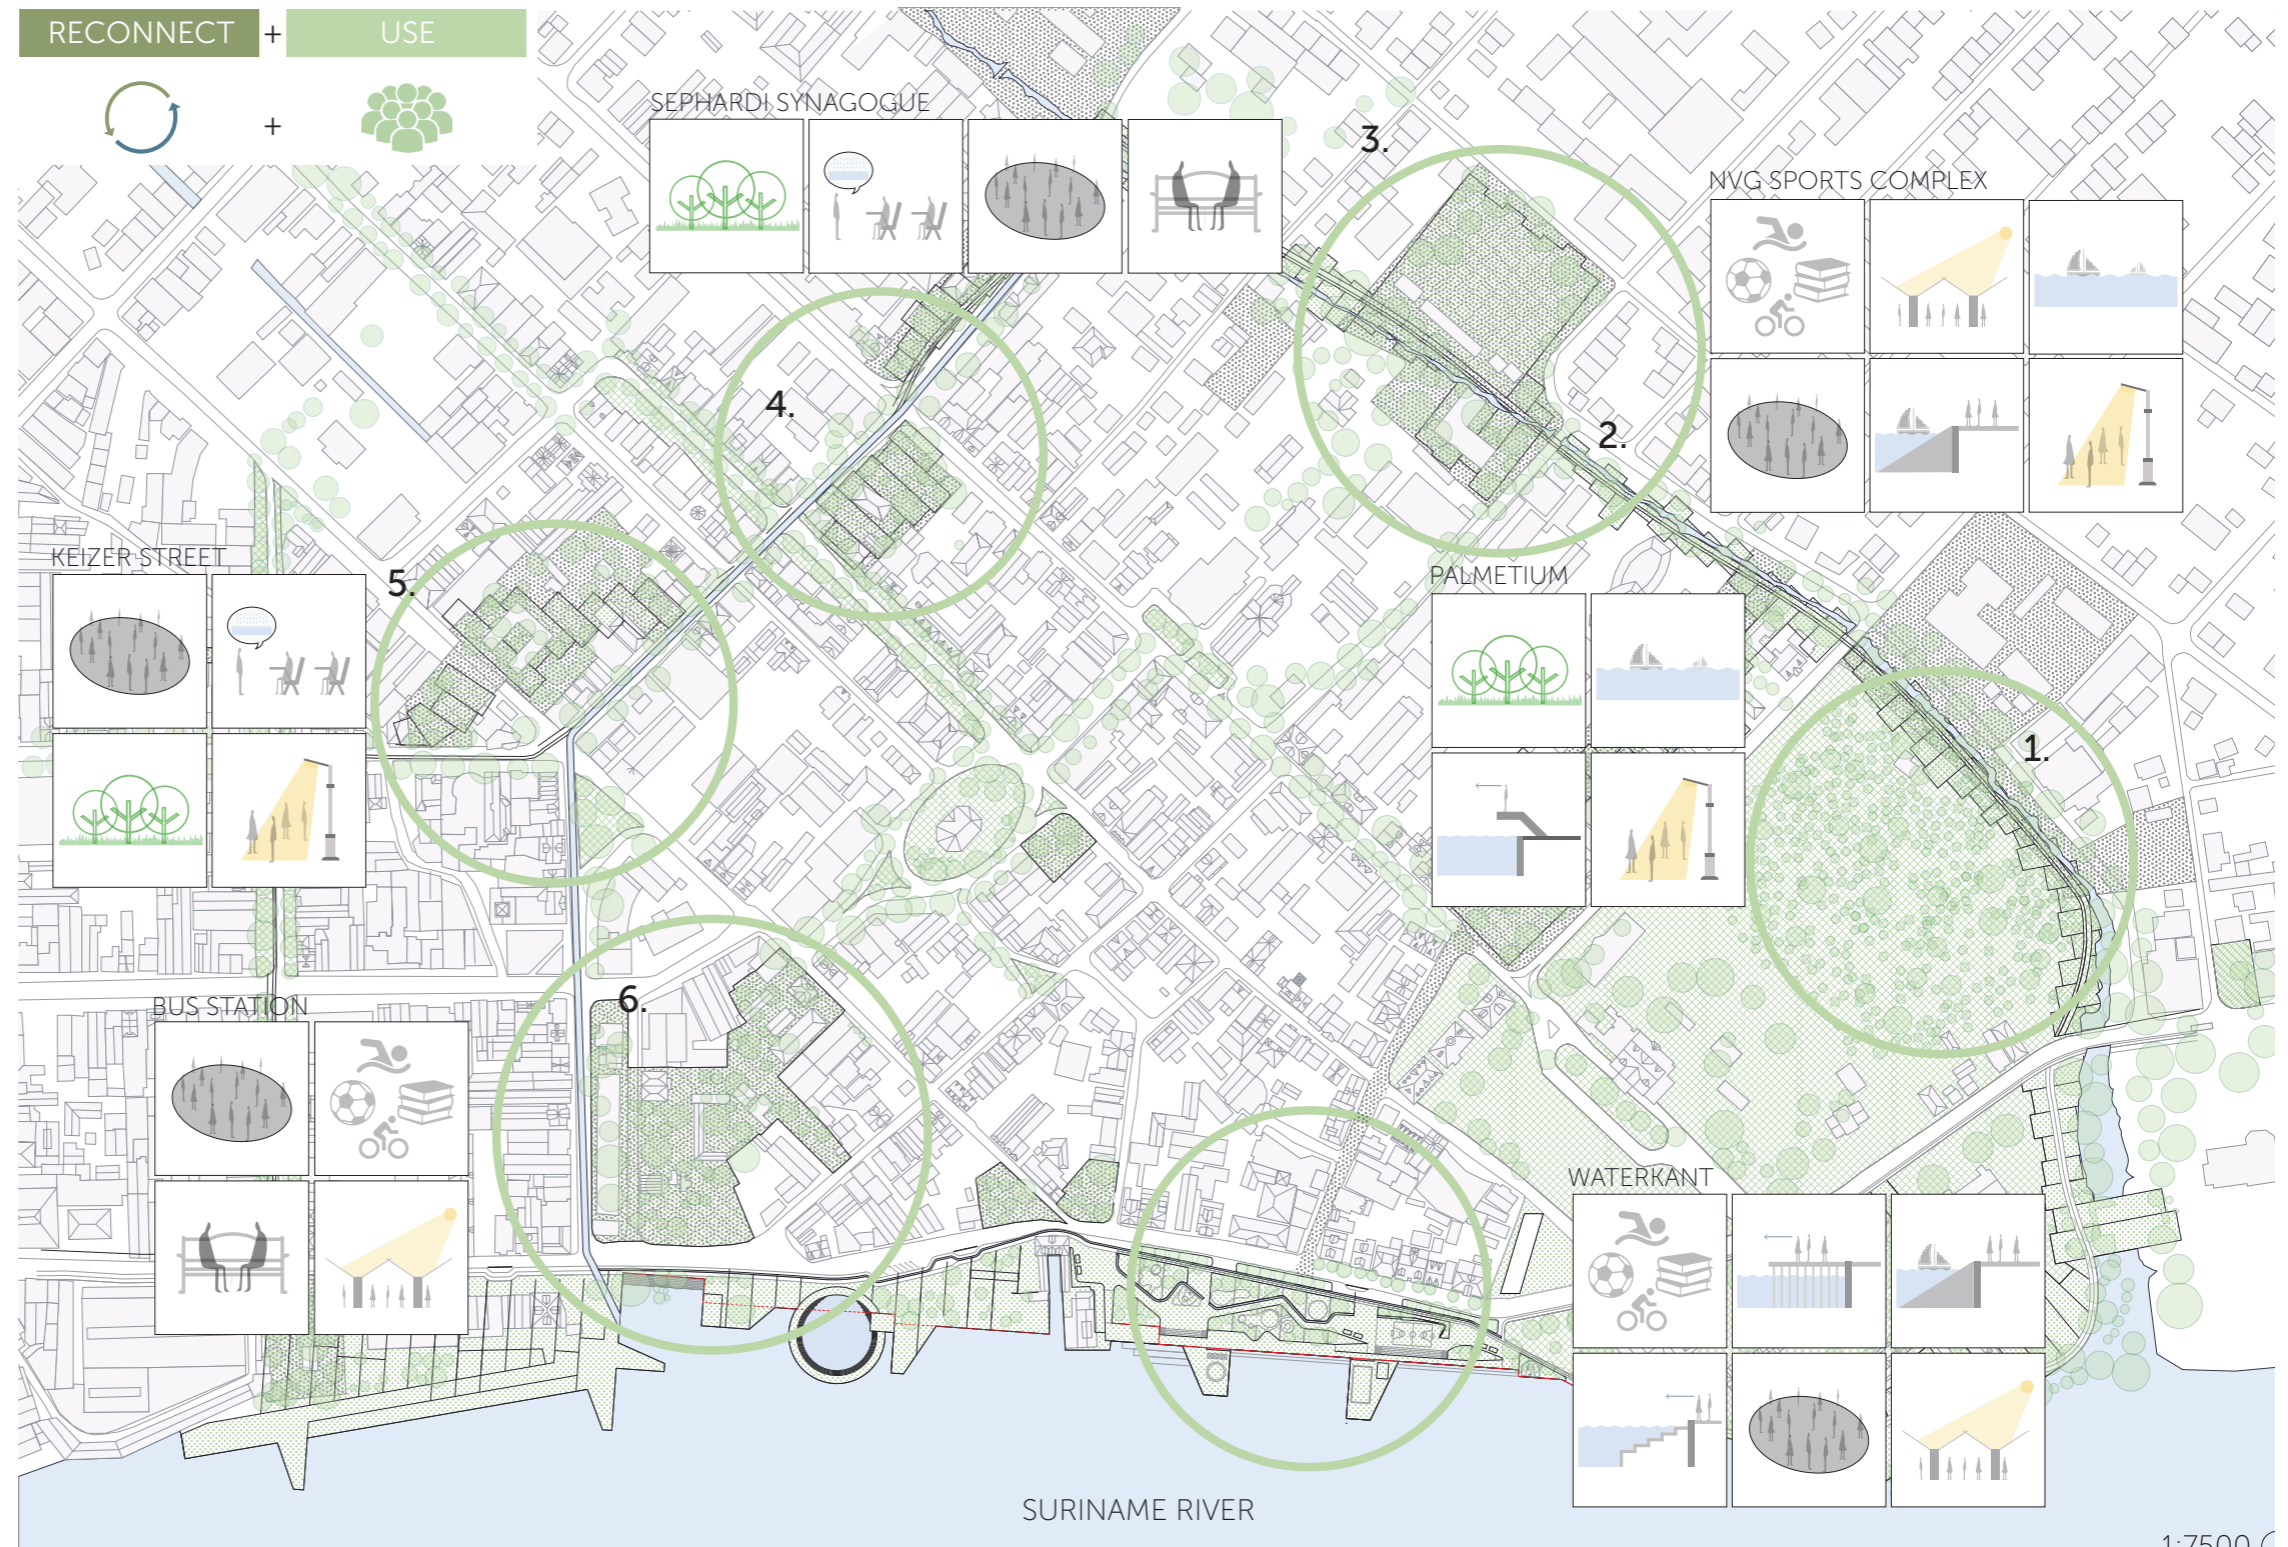 RECONNECT + USE
+
SEPHARDI SYNAGOGUE
3.
NVG SPORTS COMPLEX
4.
2.
KEIZER STREET
5.
PALMETIUM
1.
BUS STATION
6.
WATERKANT
7.
SURINAME RIVER
1:7500